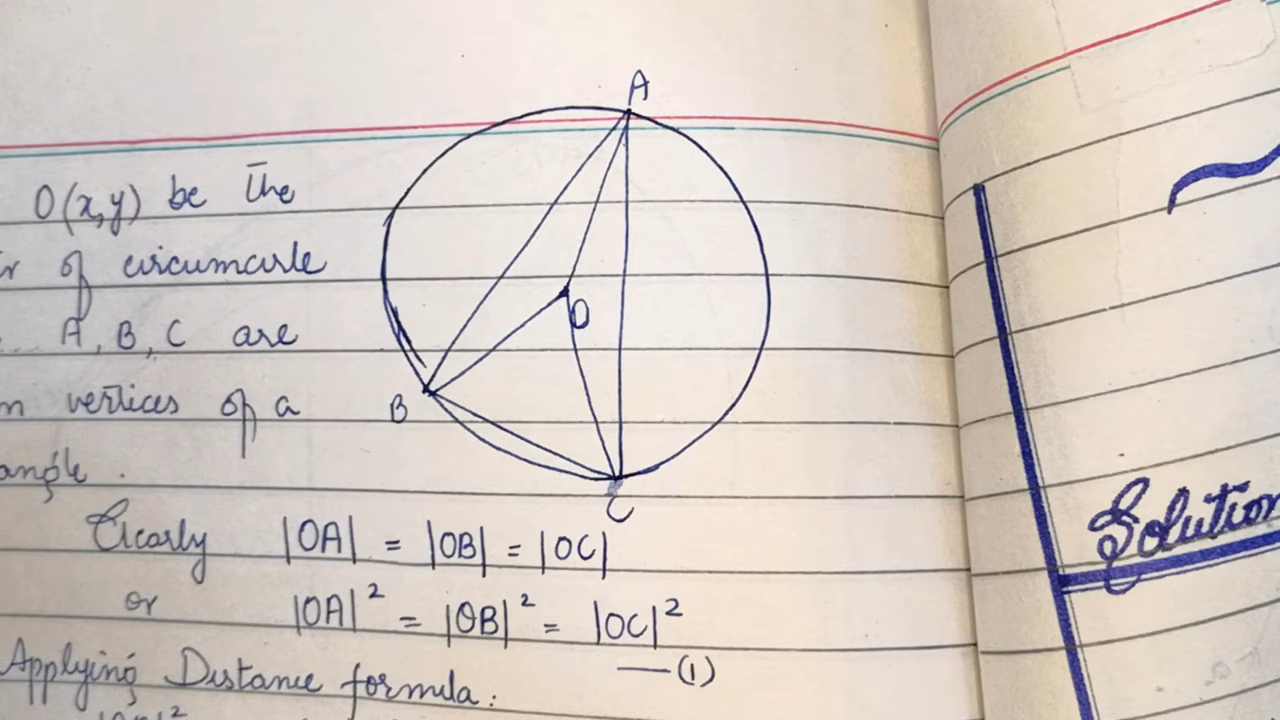 A
O(x,y) be the
r of circumcircle
A, B, C are
O
B
n vertices of a
angle.
C
Clearly |OA| = |OB| = |OC|
or |OA|² = |OB|² = |OC|²
—(1)
Applying Distance formula:
Solution